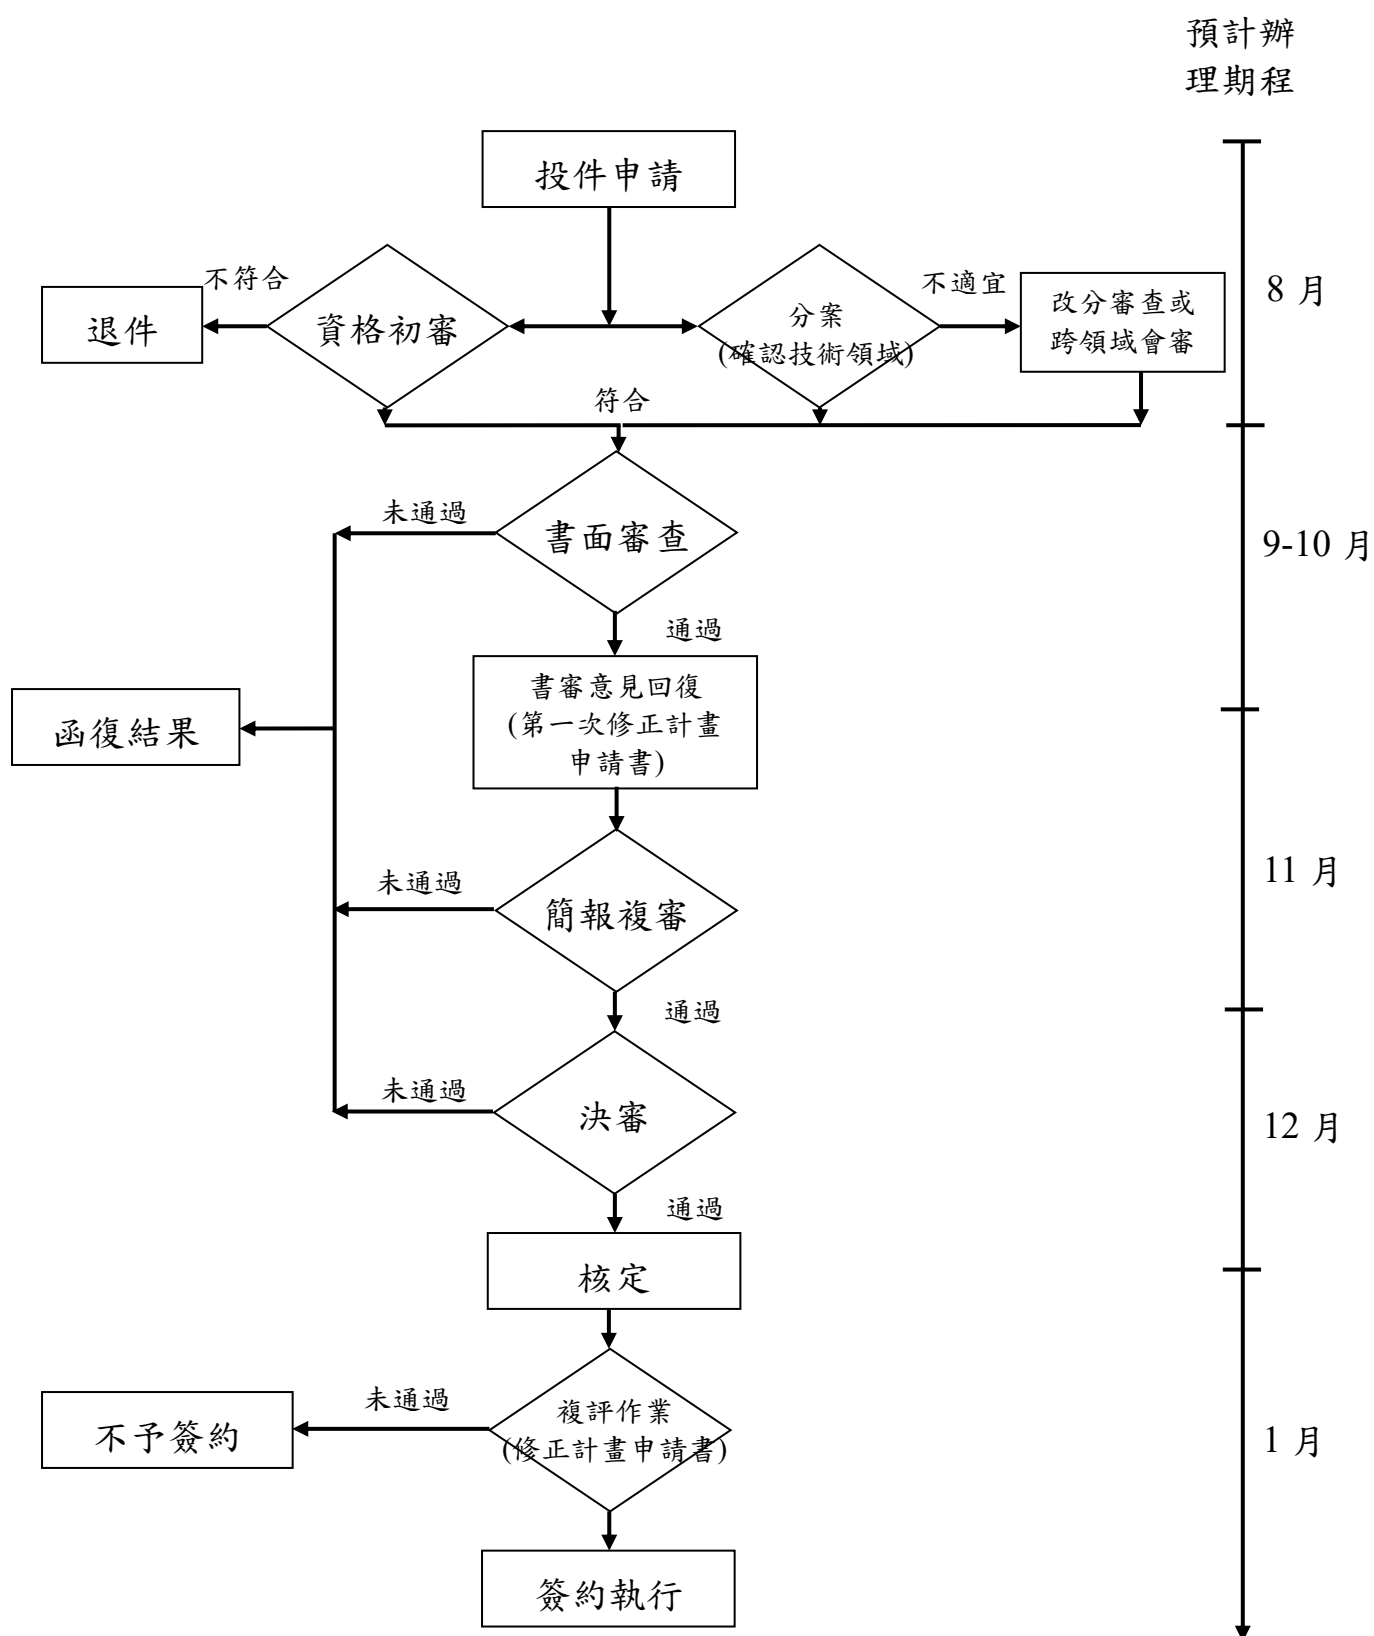 預計辦
理期程
投件申請
不符合
不適宜
8 月
退件
資格初審
分案
(確認技術領域)
改分審查或
跨領域會審
符合
未通過
書面審查
9-10 月
通過
書審意見回復
(第一次修正計畫
申請書)
函復結果
未通過
簡報複審
11 月
通過
未通過
決審
12 月
通過
核定
未通過
複評作業
(修正計畫申請書)
不予簽約
1 月
簽約執行